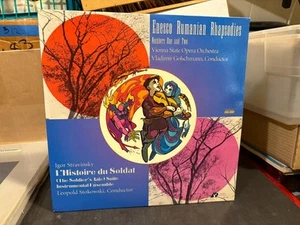 Enesco Rumanian Rhapsodies
Numbers One and Two
Vienna State Opera Orchestra
Vladimir Golschmann, Conductor
Igor Stravinsky
L'Histoire du Soldat
(The Soldier's Tale) Suite
Instrumental Ensemble
Leopold Stokowski, Conductor